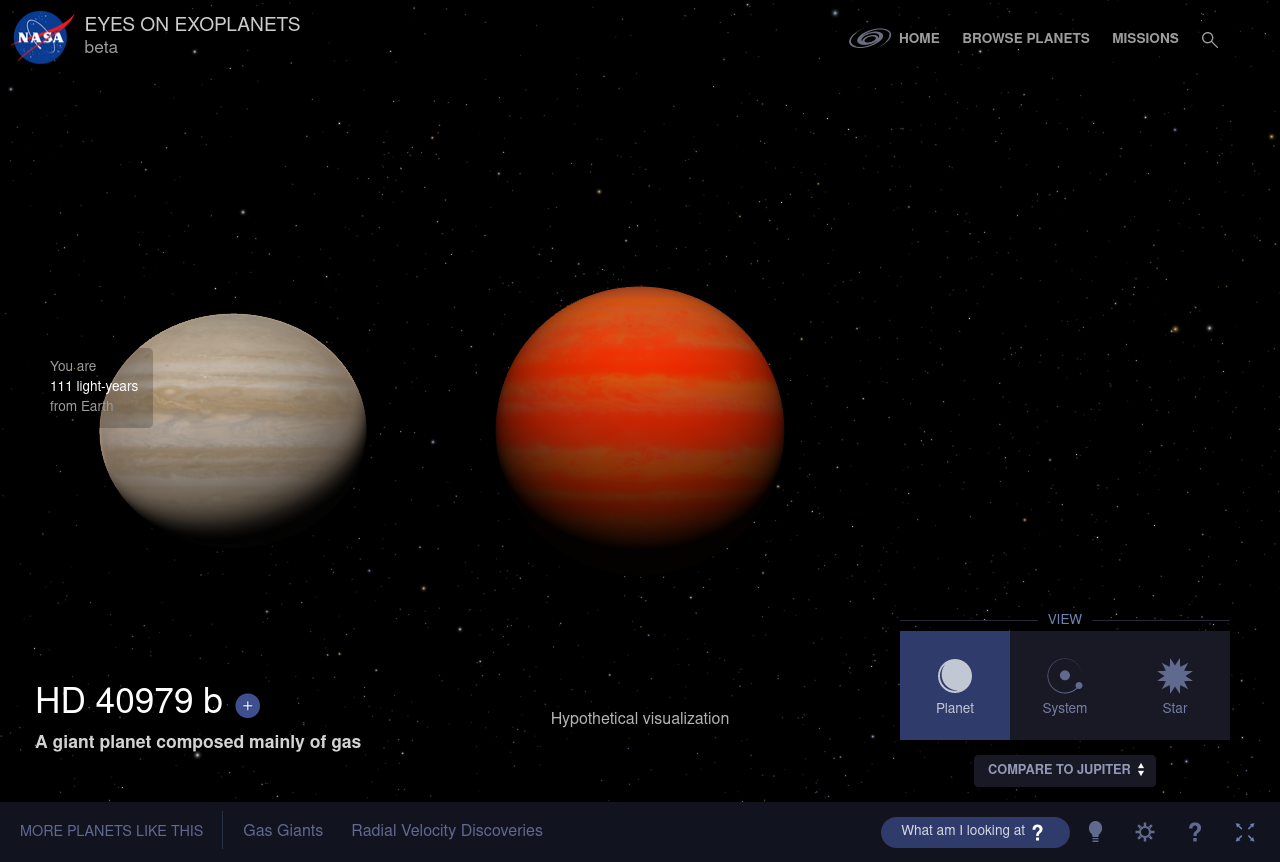 NASA
EYES ON EXOPLANETS
beta
HOME
BROWSE PLANETS
MISSIONS
You are
111 light-years
from Earth
VIEW
Planet
System
Star
HD 40979 b +
A giant planet composed mainly of gas
Hypothetical visualization
COMPARE TO JUPITER
MORE PLANETS LIKE THIS
Gas Giants
Radial Velocity Discoveries
What am I looking at ?
?